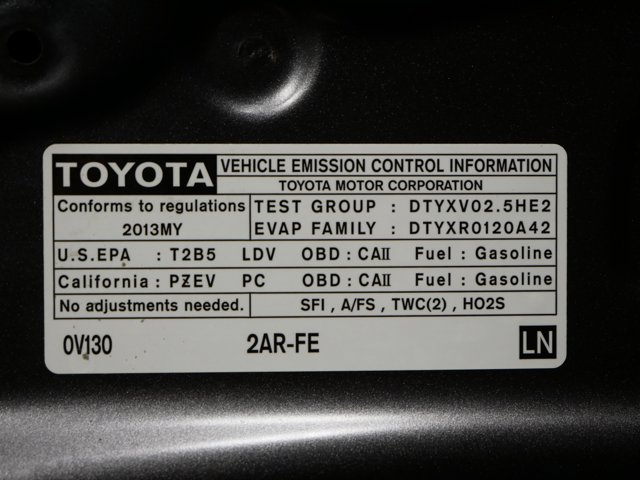 TOYOTA VEHICLE EMISSION CONTROL INFORMATION
TOYOTA MOTOR CORPORATION
Conforms to regulations TEST GROUP : DTYXV02.5HE2
2013MY EVAP FAMILY : DTYXR0120A42
U.S.EPA : T2B5 LDV OBD : CAII Fuel : Gasoline
California : PZEV PC OBD : CAII Fuel : Gasoline
No adjustments needed. SFI , A/FS , TWC(2) , HO2S
0V130 2AR-FE LN